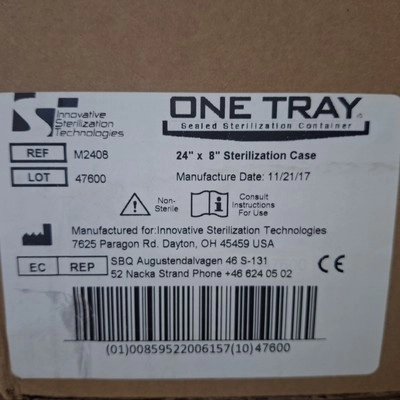 IST
Innovative
Sterilization
Technologies
ONE TRAY®
Sealed Sterilization Container
REF M2408
24" x 8" Sterilization Case
LOT 47600
Manufacture Date: 11/21/17
Non-
Sterile
Consult
Instructions
For Use
Manufactured for:Innovative Sterilization Technologies
7625 Paragon Rd. Dayton, OH 45459 USA
EC REP
SBQ Augustendalvagen 46 S-131
52 Nacka Strand Phone +46 624 05 02
CE
(01)00859522006157(10)47600